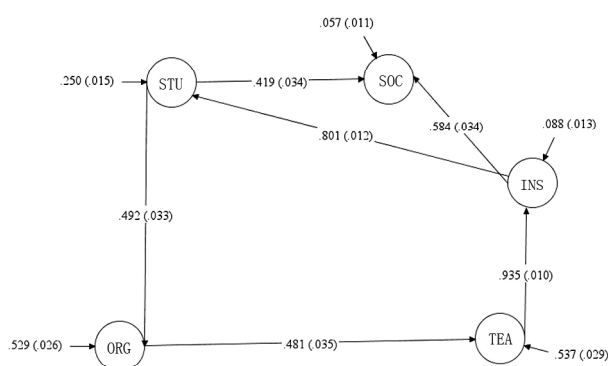 .057 (.011)
.250 (.015)
STU
.419 (.034)
SOC
.801 (.012)
.584 (.034)
.088 (.013)
INS
.492 (.033)
.935 (.010)
.529 (.026)
ORG
.481 (.035)
TEA
.537 (.029)